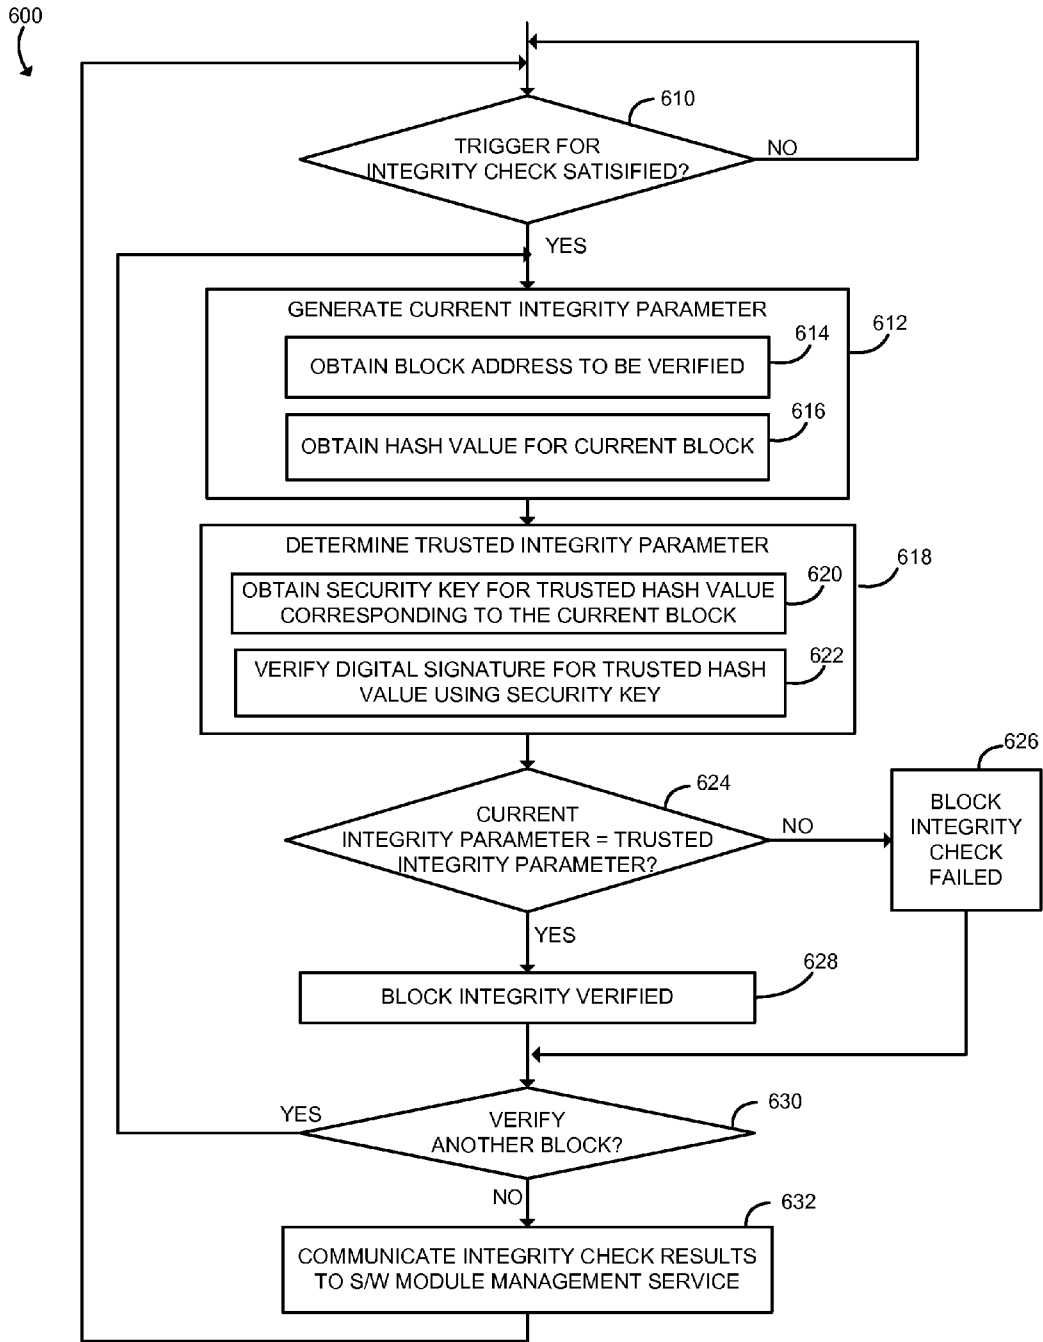 600
610
TRIGGER FOR
INTEGRITY CHECK SATISIFIED?
NO
YES
GENERATE CURRENT INTEGRITY PARAMETER
612
614
OBTAIN BLOCK ADDRESS TO BE VERIFIED
616
OBTAIN HASH VALUE FOR CURRENT BLOCK
DETERMINE TRUSTED INTEGRITY PARAMETER
618
620
OBTAIN SECURITY KEY FOR TRUSTED HASH VALUE
CORRESPONDING TO THE CURRENT BLOCK
622
VERIFY DIGITAL SIGNATURE FOR TRUSTED HASH
VALUE USING SECURITY KEY
624
CURRENT
INTEGRITY PARAMETER = TRUSTED
INTEGRITY PARAMETER?
NO
626
BLOCK
INTEGRITY
CHECK
FAILED
YES
628
BLOCK INTEGRITY VERIFIED
630
YES
VERIFY
ANOTHER BLOCK?
NO
632
COMMUNICATE INTEGRITY CHECK RESULTS
TO S/W MODULE MANAGEMENT SERVICE